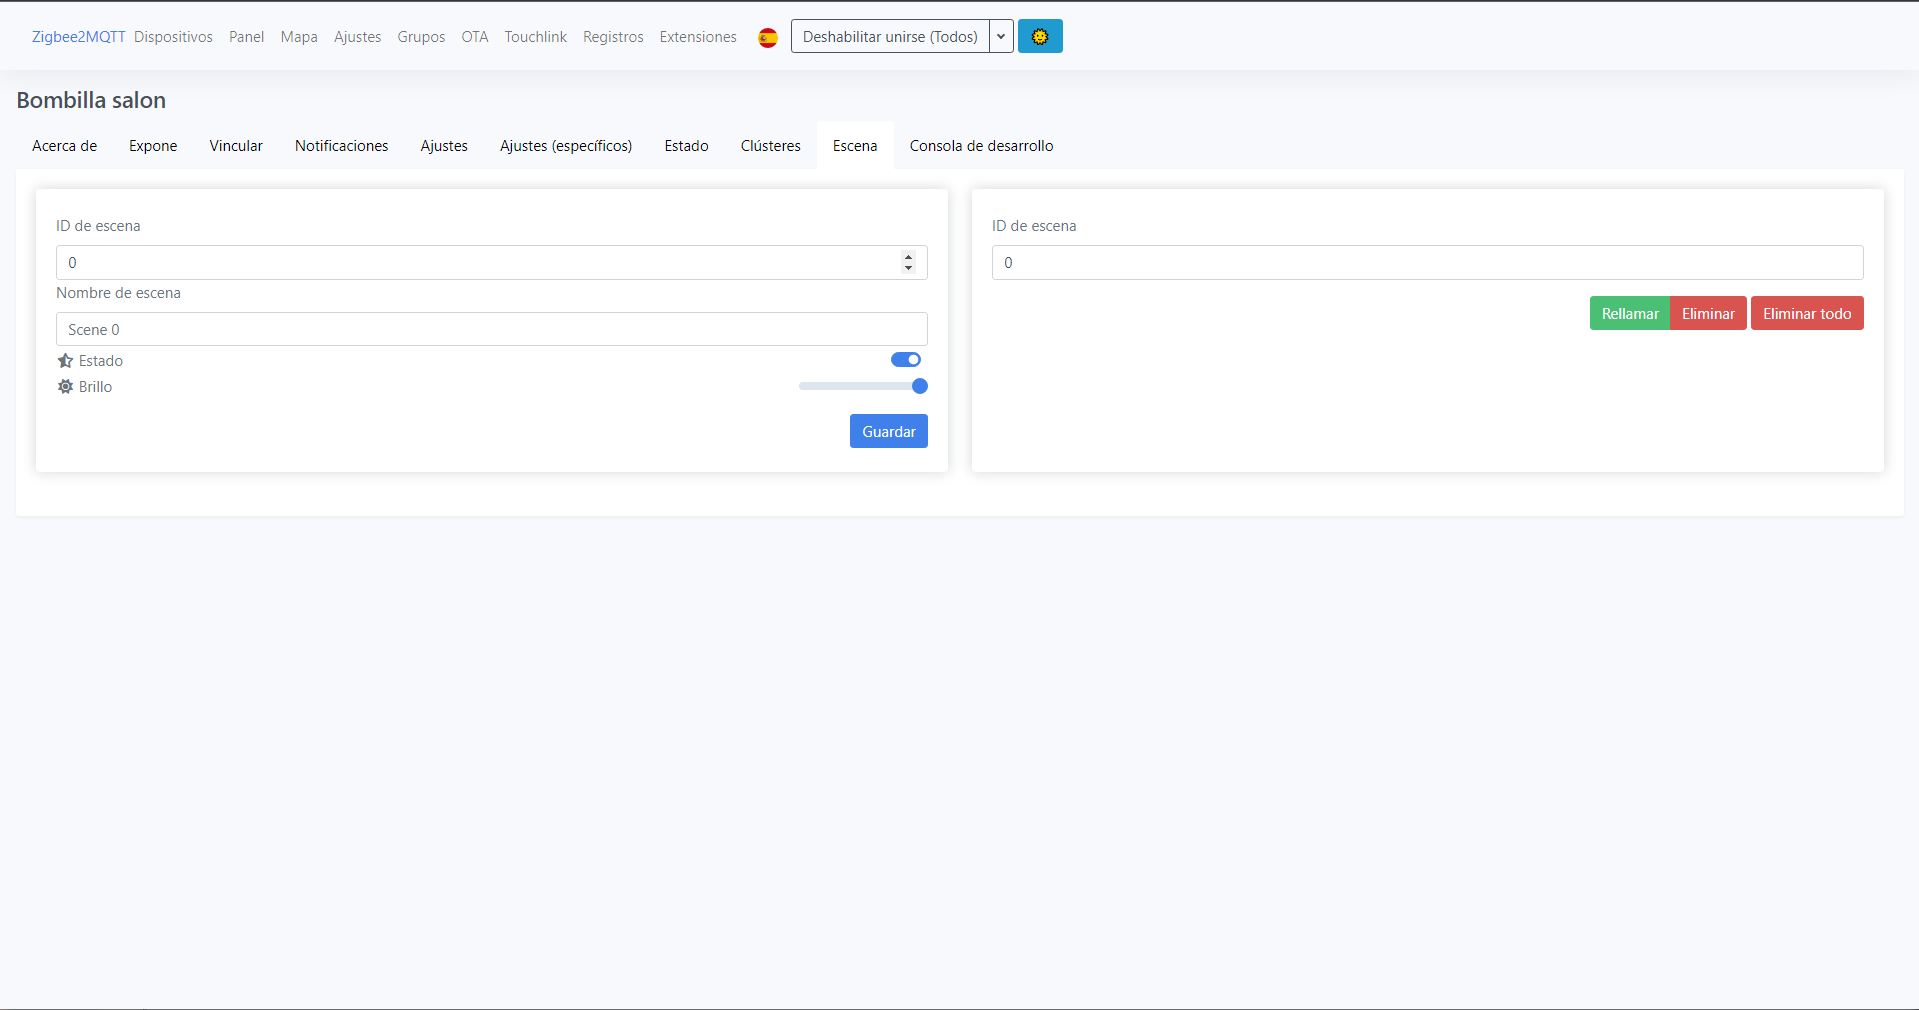 Zigbee2MQTT Dispositivos Panel Mapa Ajustes Grupos OTA Touchlink Registros Extensiones Deshabilitar unirse (Todos)
Bombilla salon
Acerca de Expone Vincular Notificaciones Ajustes Ajustes (específicos) Estado Clústeres Escena Consola de desarrollo
ID de escena
0
Nombre de escena
Scene 0
Estado
Brillo
Guardar
ID de escena
0
Rellamar Eliminar Eliminar todo